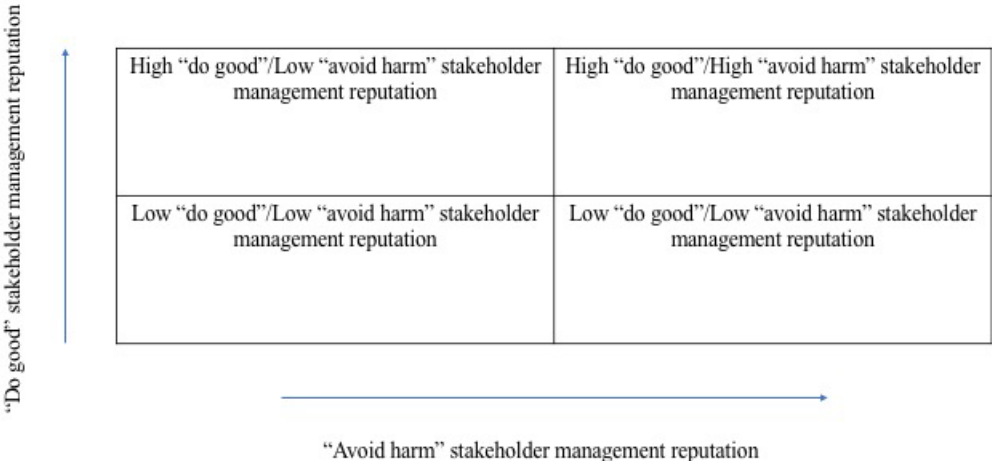 "Do good" stakeholder management reputation
High “do good”/Low “avoid harm” stakeholder
management reputation
High “do good”/High “avoid harm” stakeholder
management reputation
Low “do good”/Low “avoid harm” stakeholder
management reputation
Low “do good”/Low “avoid harm” stakeholder
management reputation
“Avoid harm” stakeholder management reputation